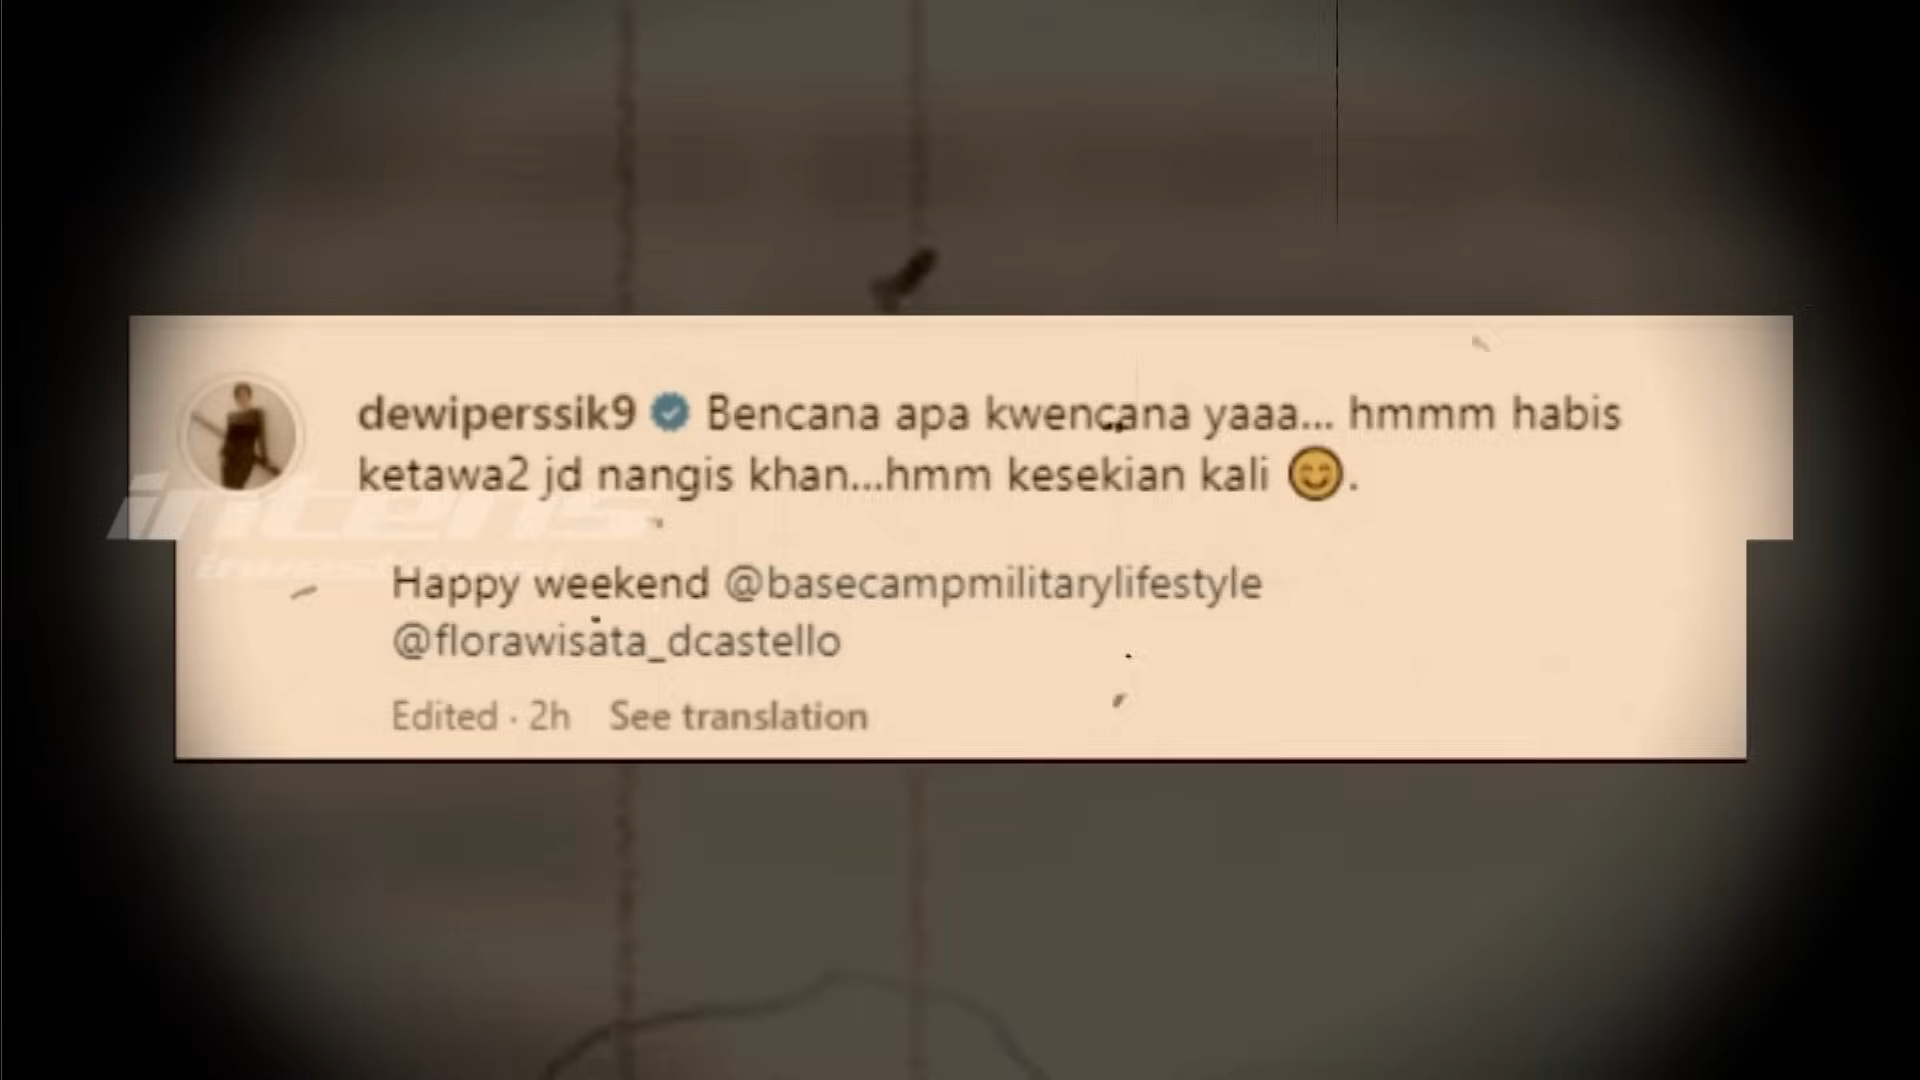 dewiperssik9 Bencana apa kwencana yaaa... hmmm habis
ketawa2 jd nangis khan...hmm kesekian kali 😊.
intens
Happy weekend @basecampmilitarylifestyle
@florawisata_dcastello
Edited · 2h See translation